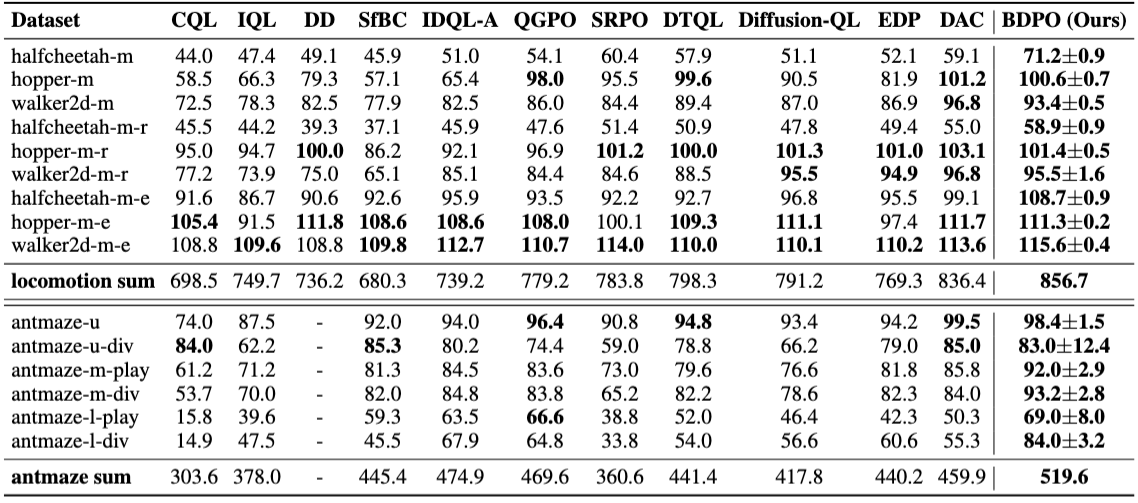 Dataset CQL IQL DD SfBC IDQL-A QGPO SRPO DTQL Diffusion-QL EDP DAC BDPO (Ours)
halfcheetah-m 44.0 47.4 49.1 45.9 51.0 54.1 60.4 57.9 51.1 52.1 59.1 71.2±0.9
hopper-m 58.5 66.3 79.3 57.1 65.4 98.0 95.5 99.6 90.5 81.9 101.2 100.6±0.7
walker2d-m 72.5 78.3 82.5 77.9 82.5 86.0 84.4 89.4 87.0 86.9 96.8 93.4±0.5
halfcheetah-m-r 45.5 44.2 39.3 37.1 45.9 47.6 51.4 50.9 47.8 49.4 55.0 58.9±0.9
hopper-m-r 95.0 94.7 100.0 86.2 92.1 96.9 101.2 100.0 101.3 101.0 103.1 101.4±0.5
walker2d-m-r 77.2 73.9 75.0 65.1 85.1 84.4 84.6 88.5 95.5 94.9 96.8 95.5±1.6
halfcheetah-m-e 91.6 86.7 90.6 92.6 95.9 93.5 92.2 92.7 96.8 95.5 99.1 108.7±0.9
hopper-m-e 105.4 91.5 111.8 108.6 108.6 108.0 100.1 109.3 111.1 97.4 111.7 111.3±0.2
walker2d-m-e 108.8 109.6 108.8 109.8 112.7 110.7 114.0 110.0 110.1 110.2 113.6 115.6±0.4
locomotion sum 698.5 749.7 736.2 680.3 739.2 779.2 783.8 798.3 791.2 769.3 836.4 856.7
antmaze-u 74.0 87.5 - 92.0 94.0 96.4 90.8 94.8 93.4 94.2 99.5 98.4±1.5
antmaze-u-div 84.0 62.2 - 85.3 80.2 74.4 59.0 78.8 66.2 79.0 85.0 83.0±12.4
antmaze-m-play 61.2 71.2 - 81.3 84.5 83.6 73.0 79.6 76.6 81.8 85.8 92.0±2.9
antmaze-m-div 53.7 70.0 - 82.0 84.8 83.8 65.2 82.2 78.6 82.3 84.0 93.2±2.8
antmaze-l-play 15.8 39.6 - 59.3 63.5 66.6 38.8 52.0 46.4 42.3 50.3 69.0±8.0
antmaze-l-div 14.9 47.5 - 45.5 67.9 64.8 33.8 54.0 56.6 60.6 55.3 84.0±3.2
antmaze sum 303.6 378.0 - 445.4 474.9 469.6 360.6 441.4 417.8 440.2 459.9 519.6